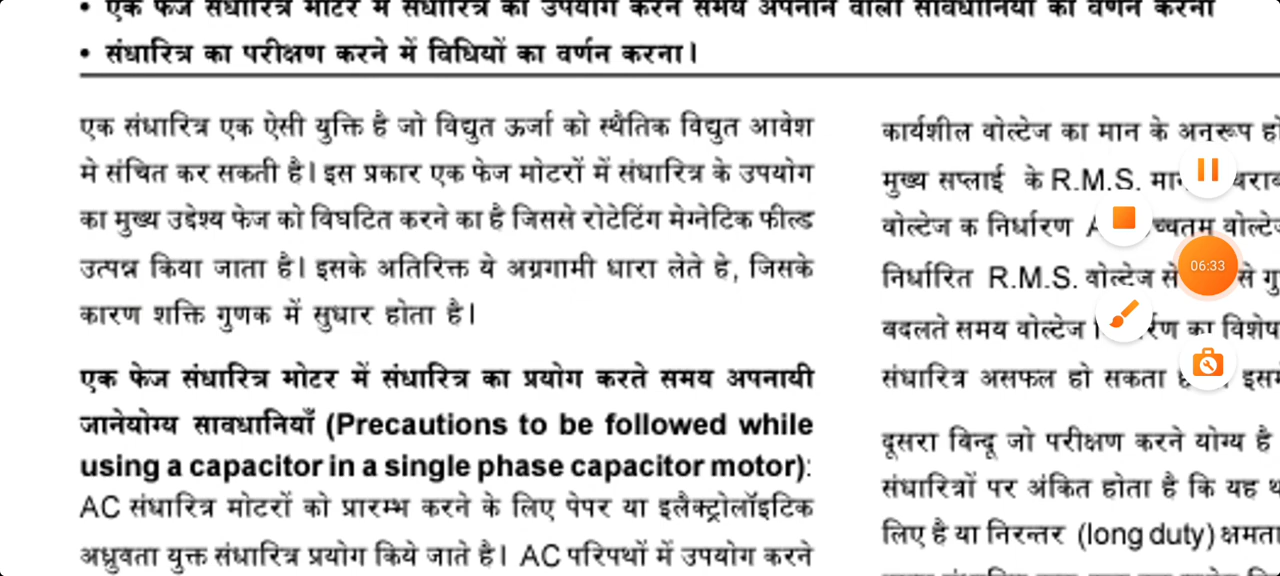 • एक फेज संधारित्र मोटर में संधारित्र का उपयोग करने समय अपनाने वाली सावधानियों का वर्णन करना
• संधारित्र का परीक्षण करने में विधियों का वर्णन करना।
एक संधारित्र एक ऐसी युक्ति है जो विद्युत ऊर्जा को स्थैतिक विद्युत आवेश
मे संचित कर सकती है। इस प्रकार एक फेज मोटरों में संधारित्र के उपयोग
का मुख्य उद्देश्य फेज को विघटित करने का है जिससे रोटेटिंग मेग्नेटिक फील्ड
उत्पन्न किया जाता है। इसके अतिरिक्त ये अग्रगामी धारा लेते हे, जिसके
कारण शक्ति गुणक में सुधार होता है।
एक फेज संधारित्र मोटर में संधारित्र का प्रयोग करते समय अपनायी
जानेयोग्य सावधानियाँ (Precautions to be followed while
using a capacitor in a single phase capacitor motor):
AC संधारित्र मोटरों को प्रारम्भ करने के लिए पेपर या इलैक्ट्रोलॉइटिक
अध्रुवता युक्त संधारित्र प्रयोग किये जाते है। AC परिपथों में उपयोग करने
कार्यशील वोल्टेज का मान के अनरूप
मुख्य सप्लाई के R.M.S.
वोल्टेज क निर्धारण वोल्टेज
निर्धारित R.M.S. वोल्टेज से से
बदलते समय वोल्टेज का विशेष
संधारित्र असफल हो सकता
दूसरा विन्दू जो परीक्षण करने योग्य है
संधारित्रों पर अंकित होता है कि यह
लिए है या निरन्तर (long duty) क्षमता
06:33